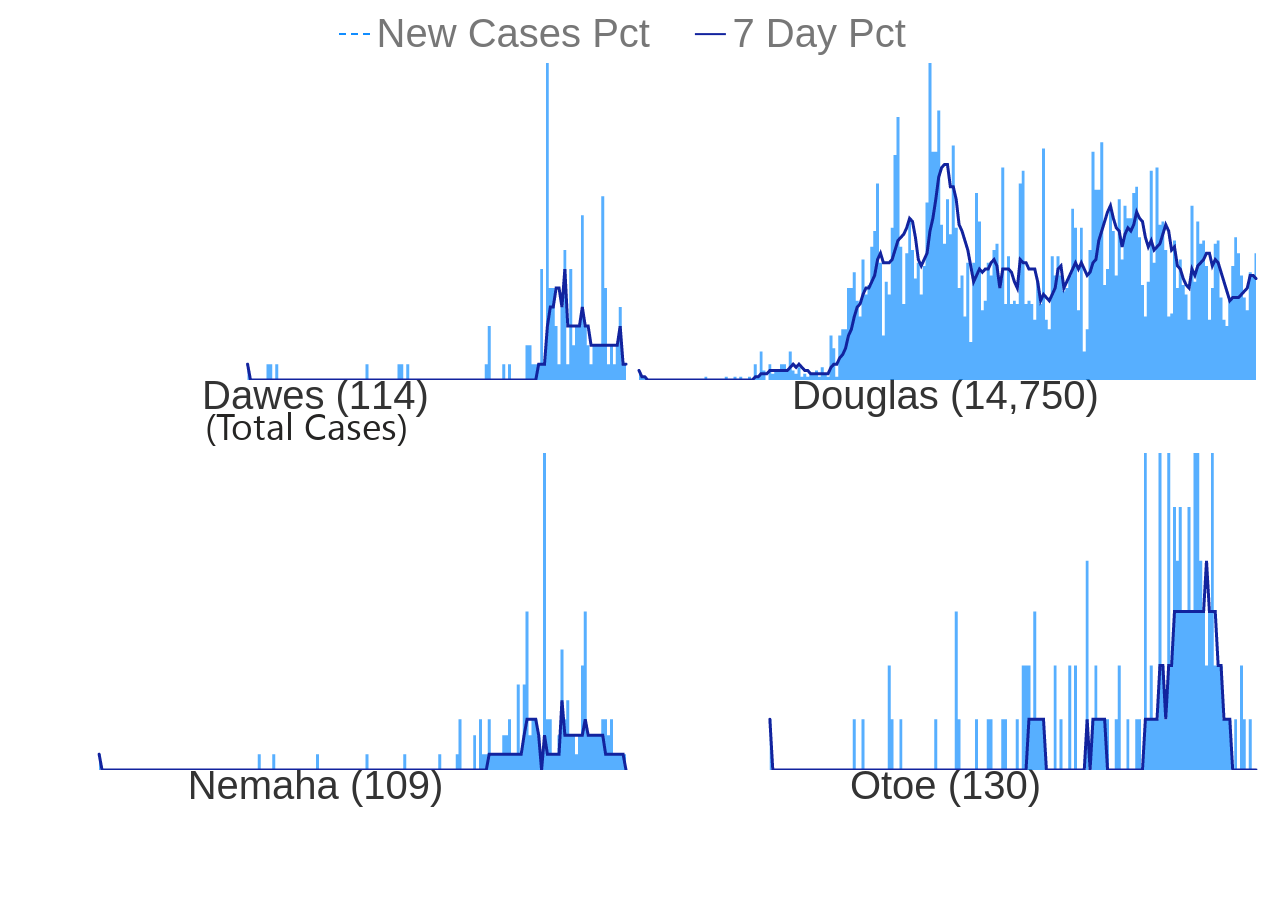 New Cases Pct 7 Day Pct
Dawes (114)
(Total Cases)
Douglas (14,750)
Nemaha (109)
Otoe (130)